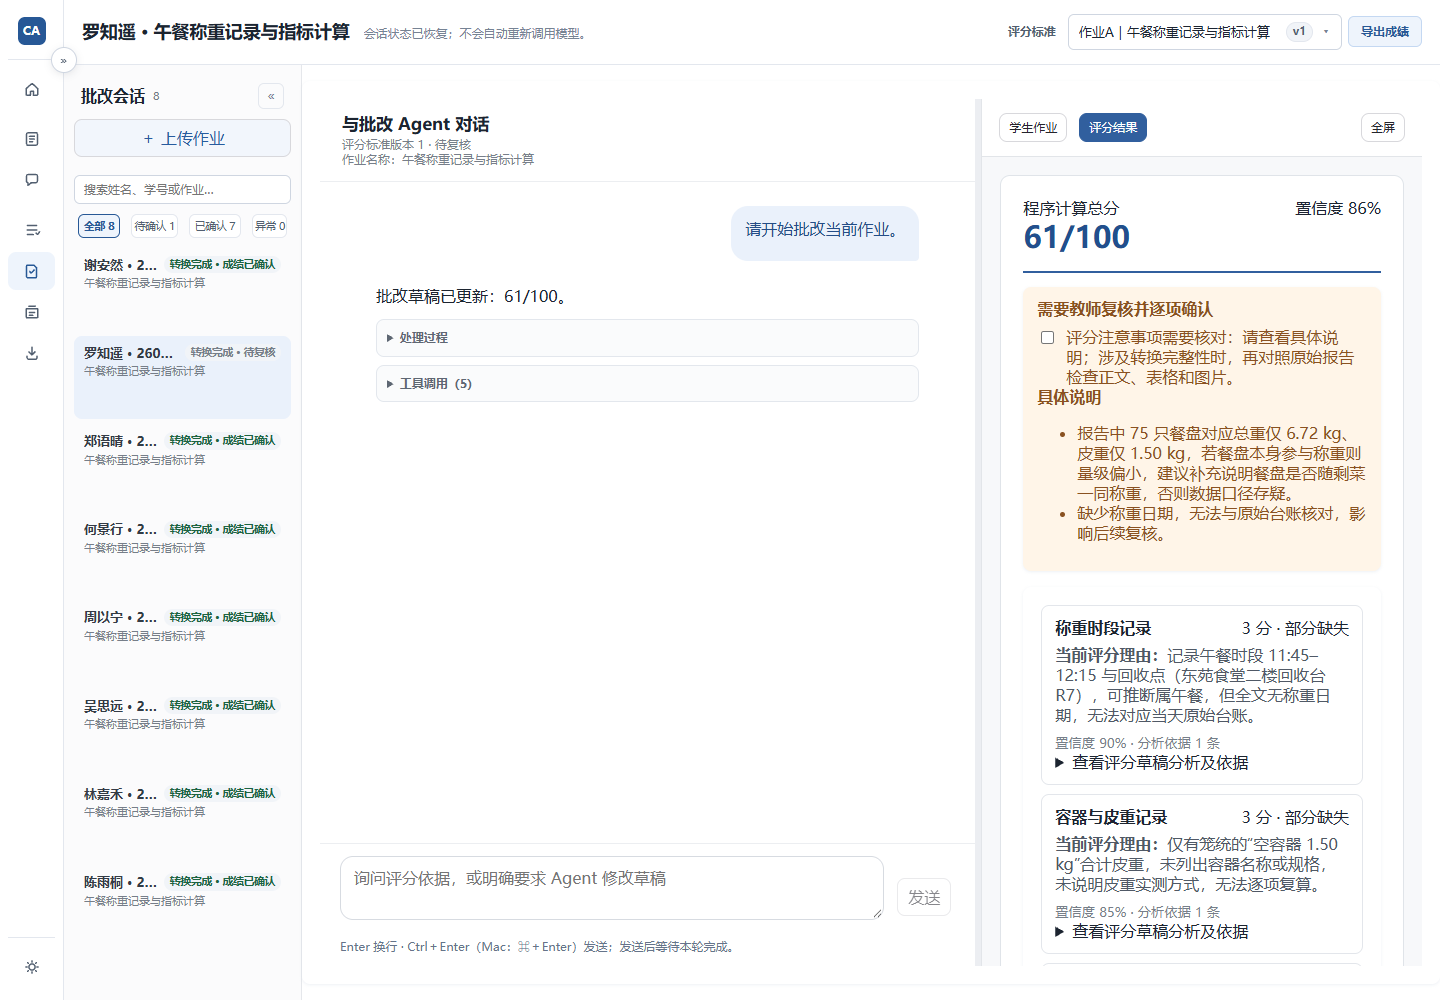 CA
罗知遥 • 午餐称重记录与指标计算
会话状态已恢复；不会自动重新调用模型。
评分标准
作业A | 午餐称重记录与指标计算
v1
导出成绩
»
批改会话 8
«
+ 上传作业
搜索姓名、学号或作业...
全部 8
待确认 1
已确认 7
异常 0
谢安然 • 2... 转换完成 • 成绩已确认
午餐称重记录与指标计算
罗知遥 • 260... 转换完成 • 待复核
午餐称重记录与指标计算
郑语晴 • 2... 转换完成 • 成绩已确认
午餐称重记录与指标计算
何景行 • 2... 转换完成 • 成绩已确认
午餐称重记录与指标计算
周以宁 • 2... 转换完成 • 成绩已确认
午餐称重记录与指标计算
吴思远 • 2... 转换完成 • 成绩已确认
午餐称重记录与指标计算
林嘉禾 • 2... 转换完成 • 成绩已确认
午餐称重记录与指标计算
陈雨桐 • 2... 转换完成 • 成绩已确认
午餐称重记录与指标计算
与批改 Agent 对话
评分标准版本 1 · 待复核
作业名称：午餐称重记录与指标计算
请开始批改当前作业。
批改草稿已更新：61/100。
处理过程
工具调用（5）
询问评分依据，或明确要求 Agent 修改草稿
发送
Enter 换行 · Ctrl + Enter（Mac：⌘ + Enter）发送；发送后等待本轮完成。
学生作业
评分结果
全屏
程序计算总分
置信度 86%
61/100
需要教师复核并逐项确认
评分注意事项需要核对：请查看具体说
明；涉及转换完整性时，再对照原始报告
检查正文、表格和图片。
具体说明
• 报告中 75 只餐盘对应总重仅 6.72 kg、
皮重仅 1.50 kg，若餐盘本身参与称重则
量级偏小，建议补充说明餐盘是否随剩菜
一同称重，否则数据口径存疑。
• 缺少称重日期，无法与原始台账核对，影
响后续复核。
称重时段记录 3 分 · 部分缺失
当前评分理由：记录午餐时段 11:45–
12:15 与回收点（东苑食堂二楼回收台
R7），可推断属午餐，但全文无称重日
期，无法对应当天原始台账。
置信度 90% · 分析依据 1 条
查看评分草稿分析及依据
容器与皮重记录 3 分 · 部分缺失
当前评分理由：仅有笼统的“空容器 1.50
kg”合计皮重，未列出容器名称或规格，
未说明皮重实测方式，无法逐项复算。
置信度 85% · 分析依据 1 条
查看评分草稿分析及依据